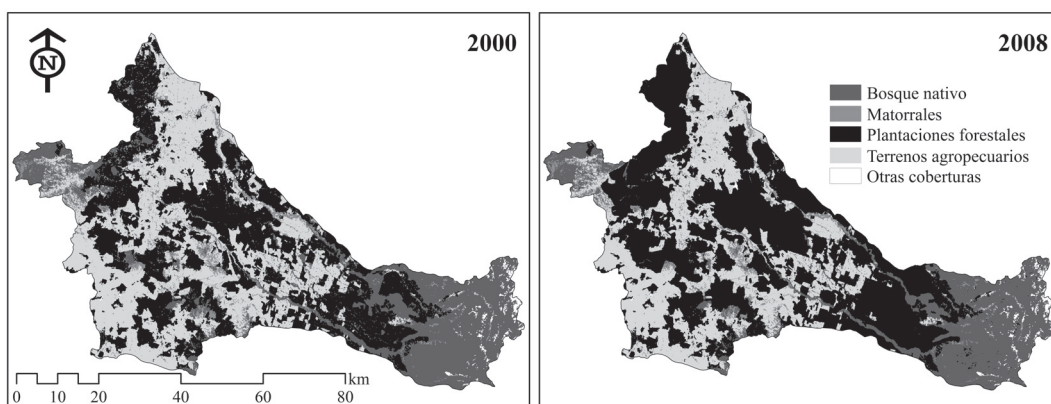 2000
N
0 10 20 40 60 80
km
2008
Bosque nativo
Matorrales
Plantaciones forestales
Terrenos agropecuarios
Otras coberturas